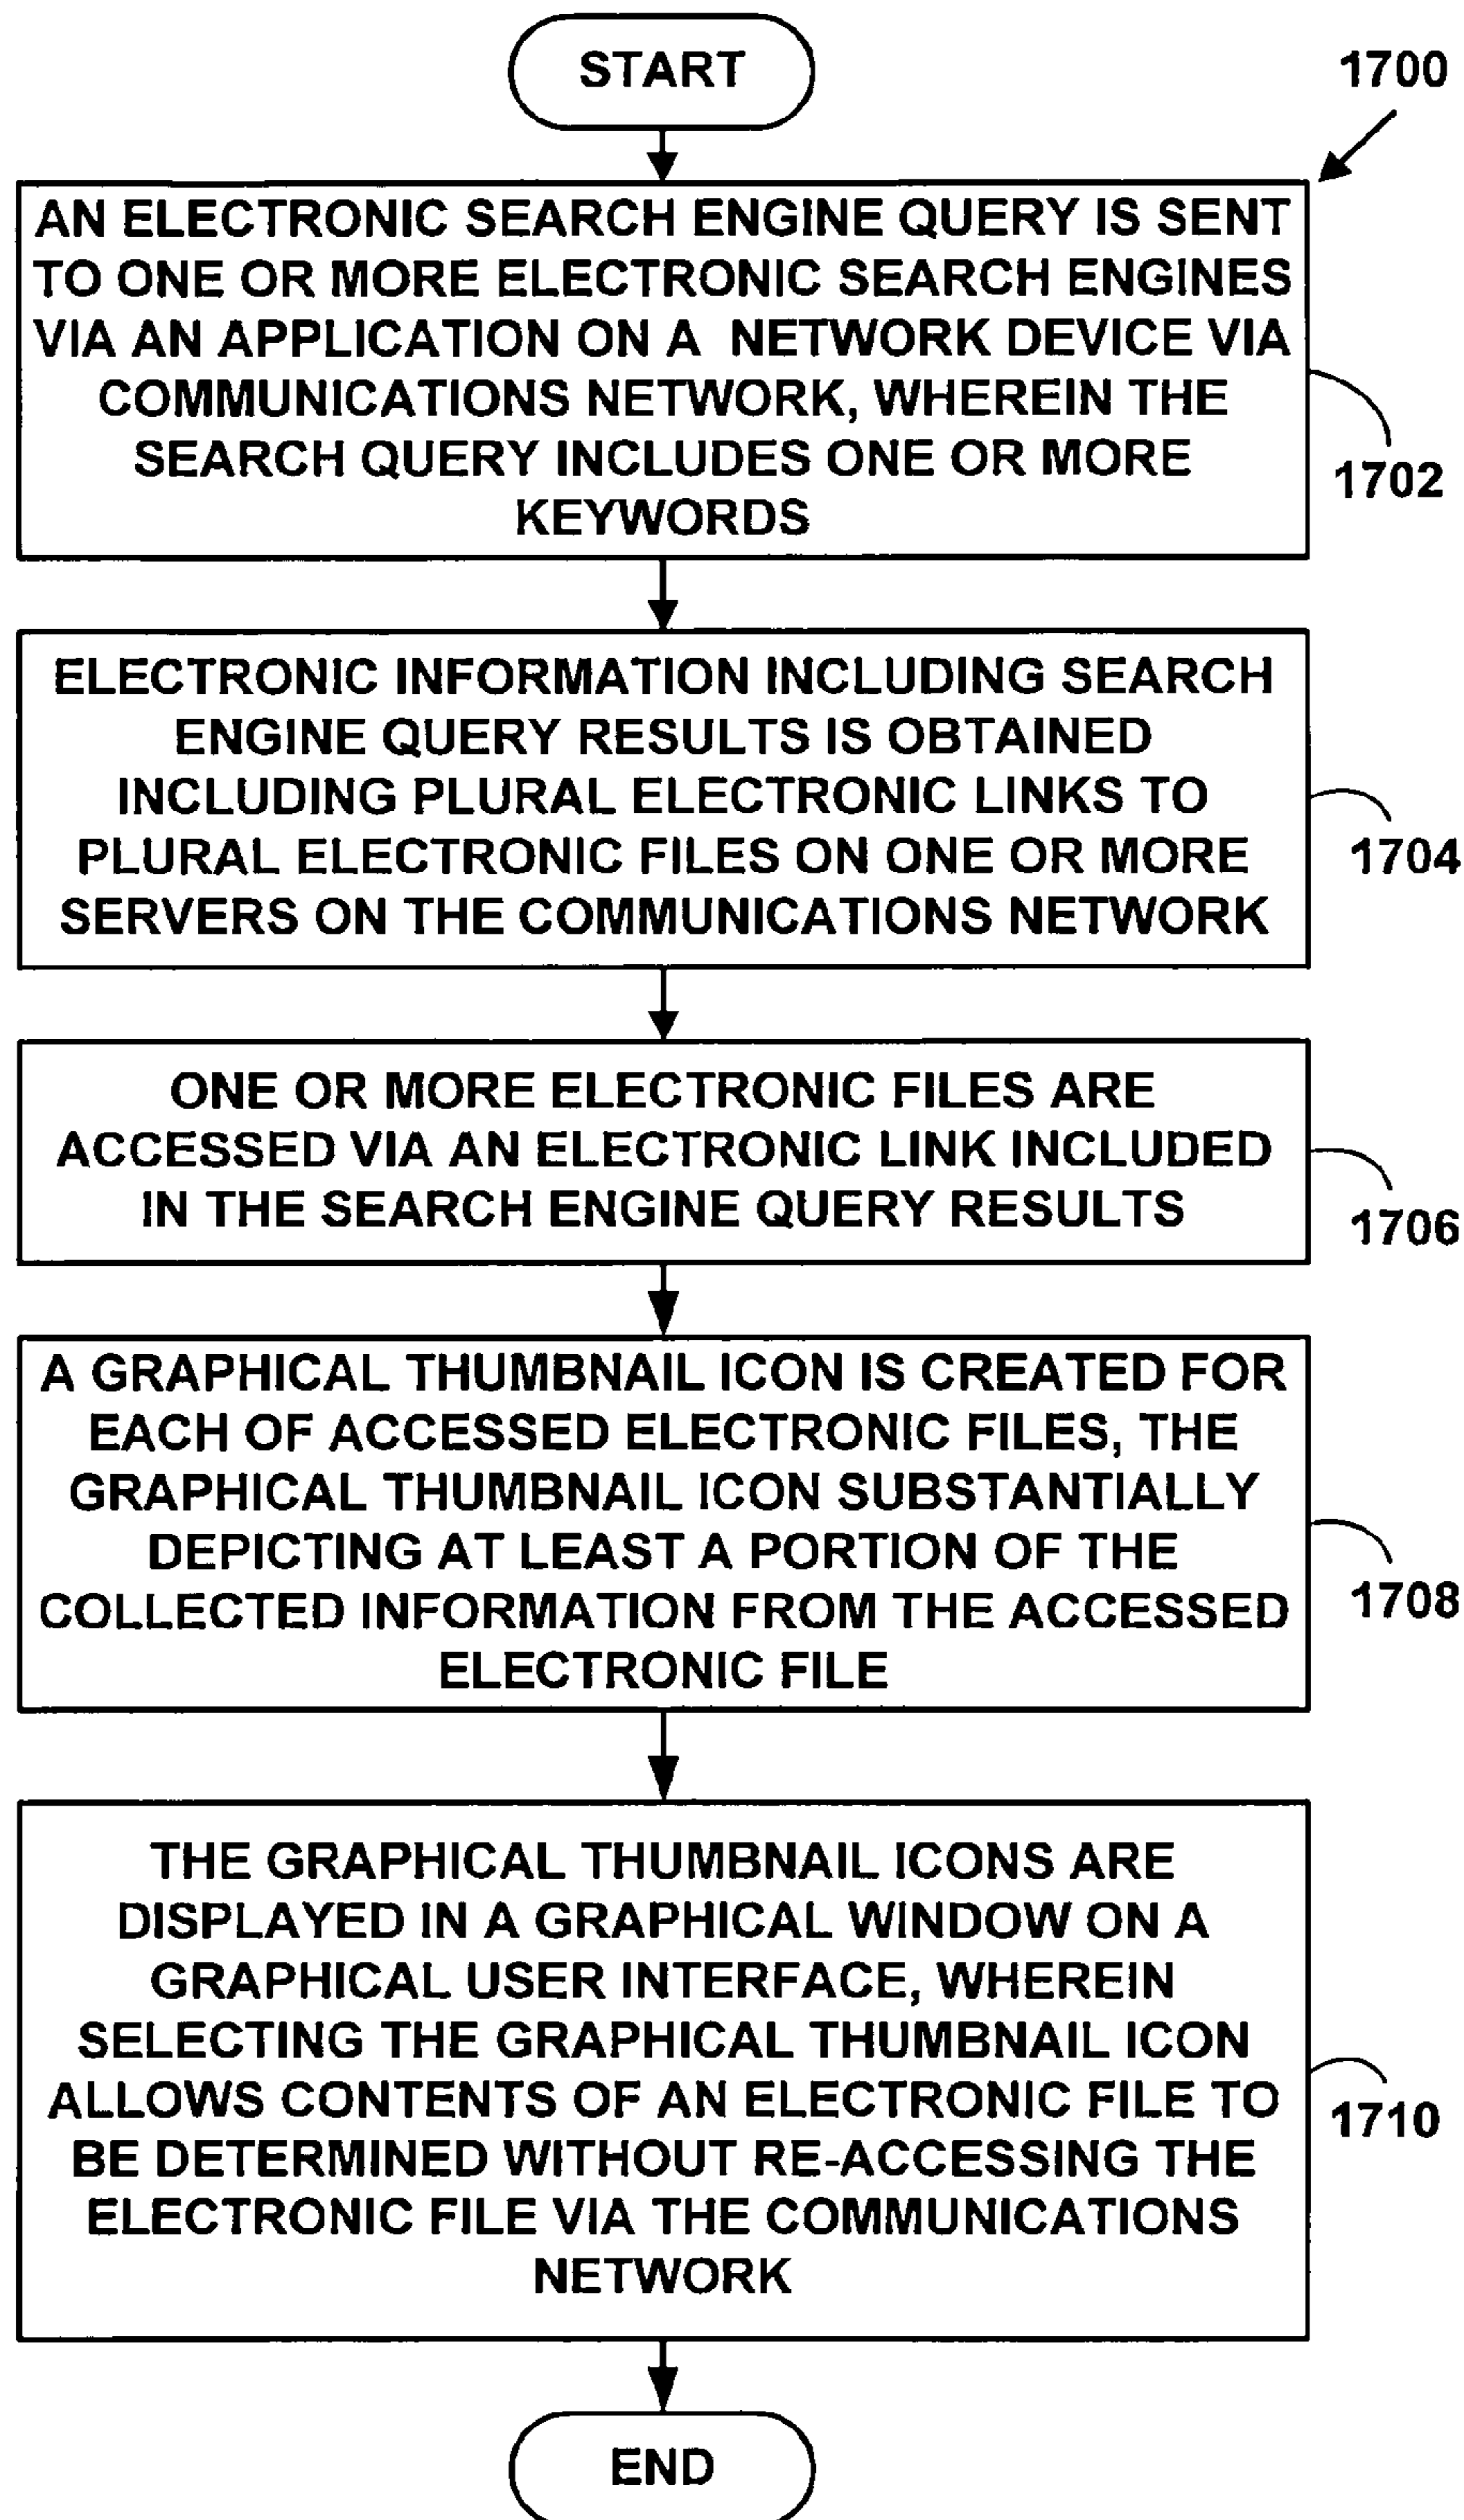 START
1700
AN ELECTRONIC SEARCH ENGINE QUERY IS SENT
TO ONE OR MORE ELECTRONIC SEARCH ENGINES
VIA AN APPLICATION ON A NETWORK DEVICE VIA
COMMUNICATIONS NETWORK, WHEREIN THE
SEARCH QUERY INCLUDES ONE OR MORE
KEYWORDS
1702
ELECTRONIC INFORMATION INCLUDING SEARCH
ENGINE QUERY RESULTS IS OBTAINED
INCLUDING PLURAL ELECTRONIC LINKS TO
PLURAL ELECTRONIC FILES ON ONE OR MORE
SERVERS ON THE COMMUNICATIONS NETWORK
1704
ONE OR MORE ELECTRONIC FILES ARE
ACCESSED VIA AN ELECTRONIC LINK INCLUDED
IN THE SEARCH ENGINE QUERY RESULTS
1706
A GRAPHICAL THUMBNAIL ICON IS CREATED FOR
EACH OF ACCESSED ELECTRONIC FILES, THE
GRAPHICAL THUMBNAIL ICON SUBSTANTIALLY
DEPICTING AT LEAST A PORTION OF THE
COLLECTED INFORMATION FROM THE ACCESSED
ELECTRONIC FILE
1708
THE GRAPHICAL THUMBNAIL ICONS ARE
DISPLAYED IN A GRAPHICAL WINDOW ON A
GRAPHICAL USER INTERFACE, WHEREIN
SELECTING THE GRAPHICAL THUMBNAIL ICON
ALLOWS CONTENTS OF AN ELECTRONIC FILE TO
BE DETERMINED WITHOUT RE-ACCESSING THE
ELECTRONIC FILE VIA THE COMMUNICATIONS
NETWORK
1710
END